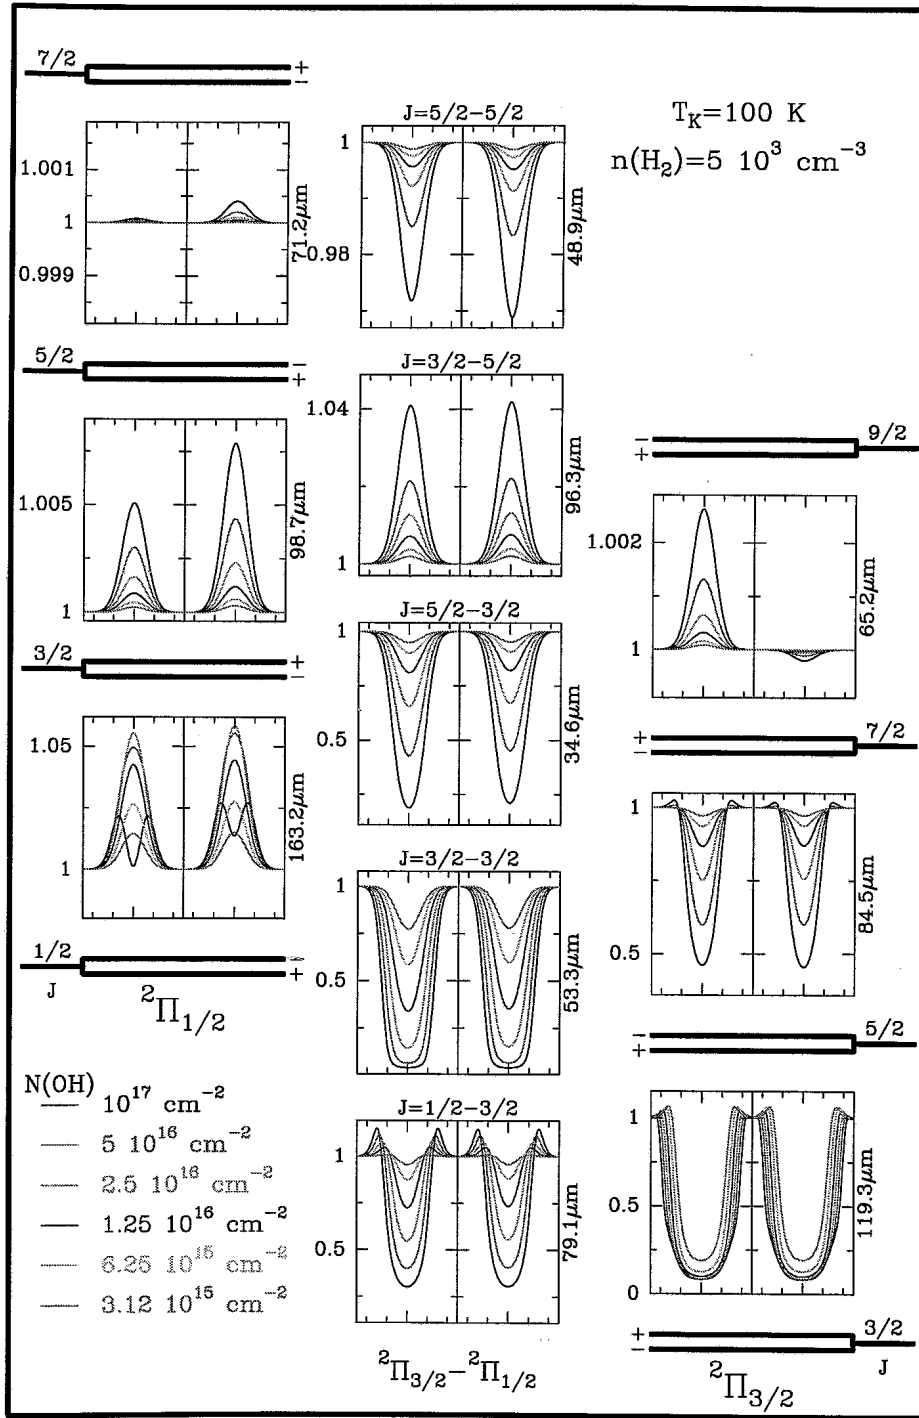 7/2
+
−
1.001
1
0.999
71.2μm
J=5/2−5/2
1
0.98
48.9μm
T_K=100 K
n(H₂)=5 10³ cm⁻³
5/2
−
+
1.005
1
98.7μm
J=3/2−5/2
1.04
1
96.3μm
−
+
9/2
1.002
1
65.2μm
3/2
+
−
1.05
1
163.2μm
J=5/2−3/2
1
0.5
34.6μm
+
−
7/2
1
0.5
84.5μm
1/2
J
−
+
²Π₁/₂
J=3/2−3/2
1
0.5
53.3μm
−
+
5/2
N(OH)
10¹⁷ cm⁻²
5 10¹⁶ cm⁻²
2.5 10¹⁶ cm⁻²
1.25 10¹⁶ cm⁻²
6.25 10¹⁵ cm⁻²
3.12 10¹⁵ cm⁻²
J=1/2−3/2
1
0.5
79.1μm
²Π₃/₂−²Π₁/₂
1
0.5
0
119.3μm
+
−
3/2
J
²Π₃/₂